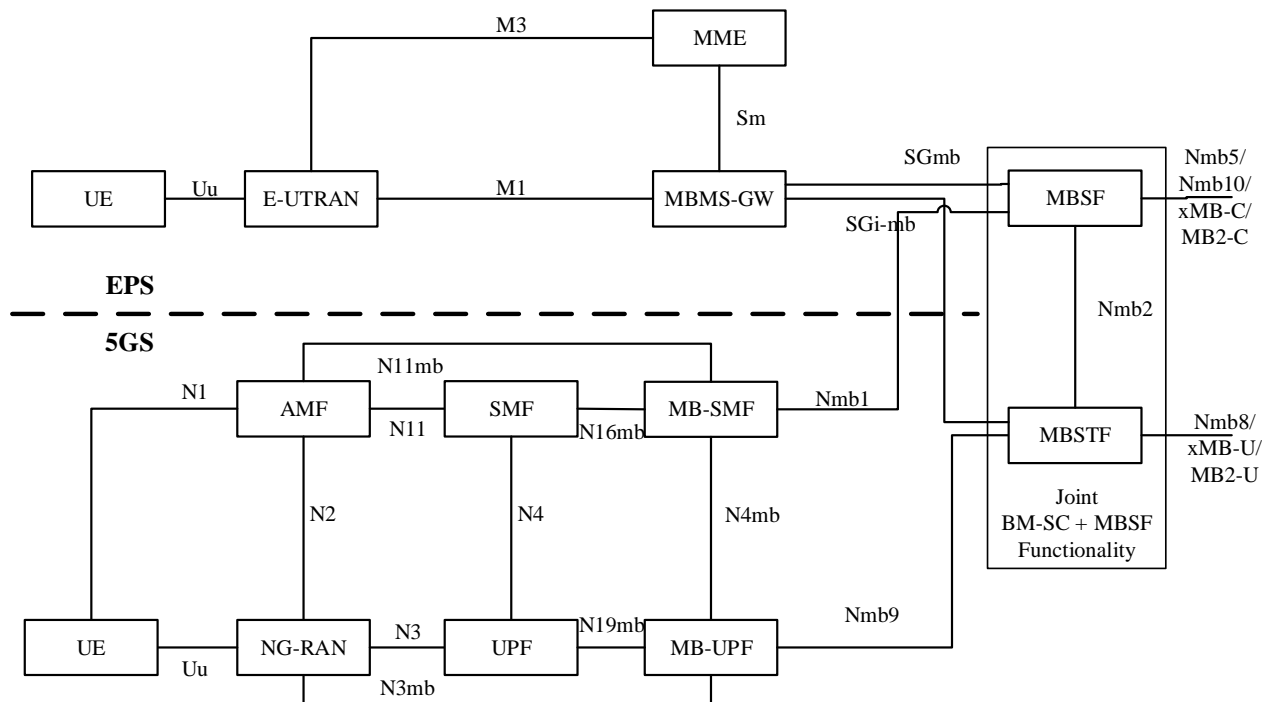 M3
MME
Sm
SGmb
Nmb5/
Nmb10/
xMB-C/
MB2-C
UE
Uu
E-UTRAN
M1
MBMS-GW
MBSF
SGi-mb
EPS
Nmb2
5GS
N11mb
N1
AMF
N11
SMF
N16mb
MB-SMF
Nmb1
MBSTF
Nmb8/
xMB-U/
MB2-U
Joint
BM-SC + MBSF
Functionality
N2
N4
N4mb
Nmb9
UE
Uu
NG-RAN
N3
UPF
N19mb
MB-UPF
N3mb